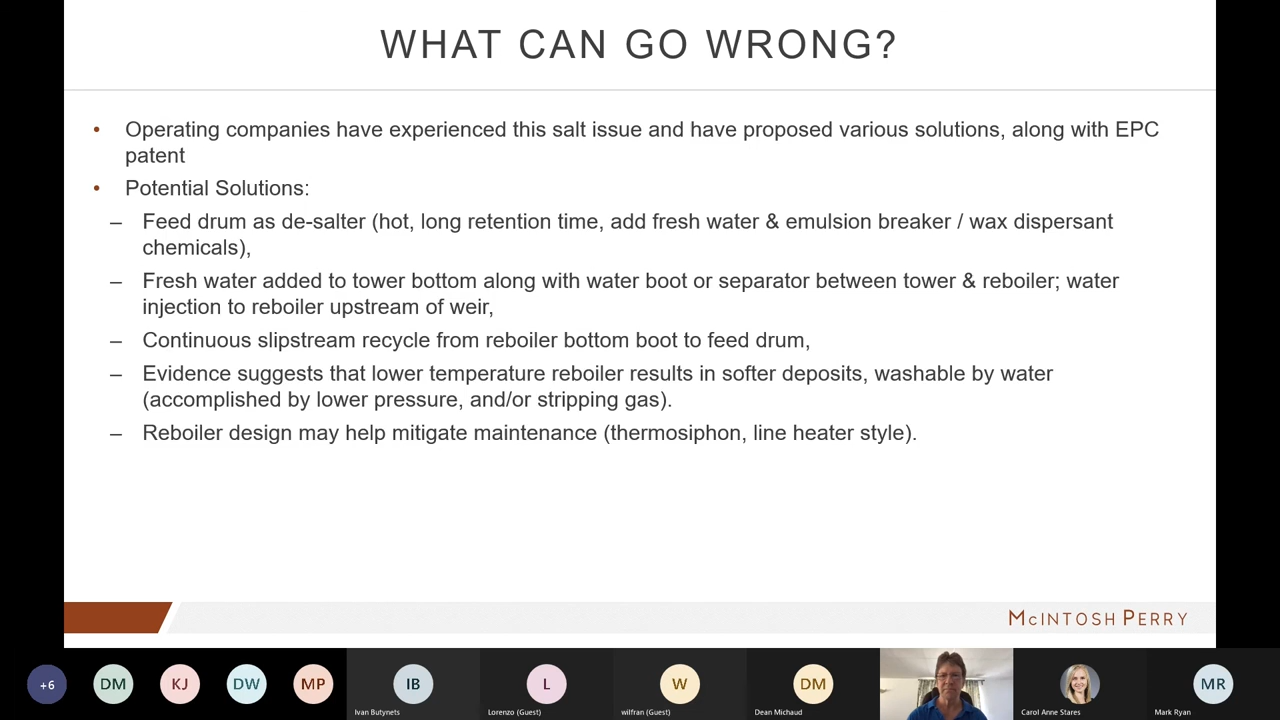 WHAT CAN GO WRONG?
• Operating companies have experienced this salt issue and have proposed various solutions, along with EPC
patent
• Potential Solutions:
– Feed drum as de-salter (hot, long retention time, add fresh water & emulsion breaker / wax dispersant
chemicals),
– Fresh water added to tower bottom along with water boot or separator between tower & reboiler; water
injection to reboiler upstream of weir,
– Continuous slipstream recycle from reboiler bottom boot to feed drum,
– Evidence suggests that lower temperature reboiler results in softer deposits, washable by water
(accomplished by lower pressure, and/or stripping gas).
– Reboiler design may help mitigate maintenance (thermosiphon, line heater style).
MCINTOSH PERRY
+6 DM KJ DW MP IB L W DM MR
Ivan Butynets Lorenzo (Guest) wilfran (Guest) Dean Michaud Carol Anne Stares Mark Ryan